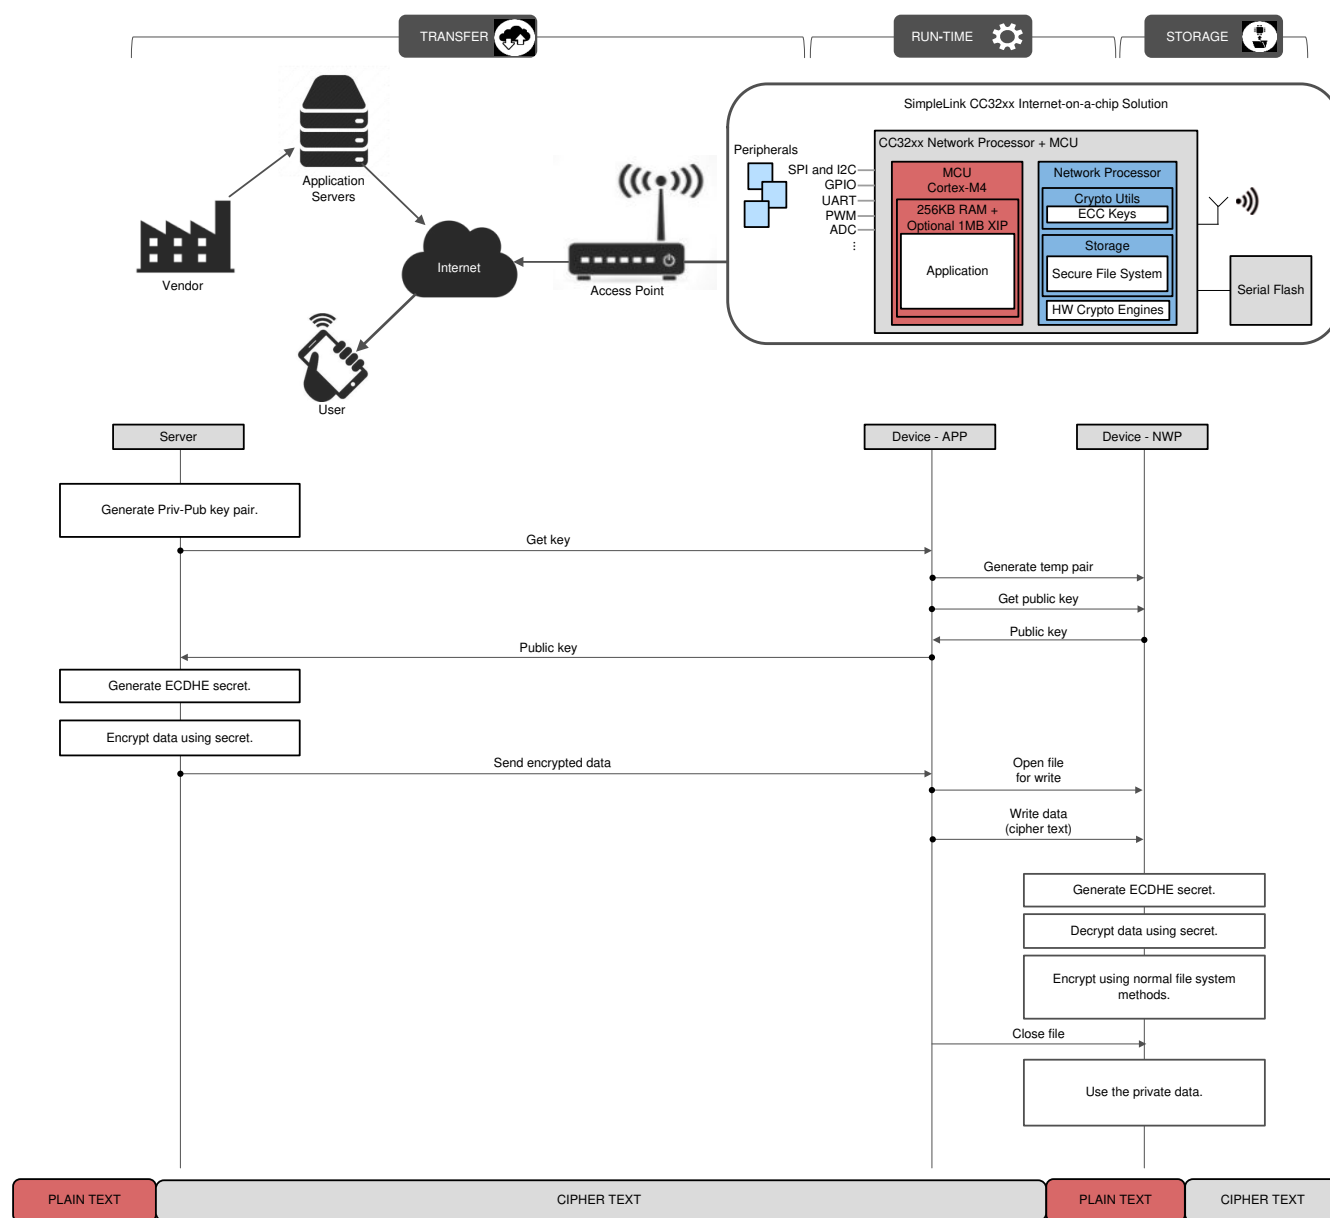 TRANSFER
RUN-TIME
STORAGE
SimpleLink CC32xx Internet-on-a-chip Solution
CC32xx Network Processor + MCU
Peripherals
SPI and I2C
GPIO
UART
PWM
ADC
⋮
MCU
Cortex-M4
256KB RAM +
Optional 1MB XIP
Application
Network Processor
Crypto Utils
ECC Keys
Storage
Secure File System
HW Crypto Engines
Serial Flash
Application
Servers
Vendor
Internet
Access Point
User
Server
Device - APP
Device - NWP
Generate Priv-Pub key pair.
Get key
Generate temp pair
Get public key
Public key
Public key
Generate ECDHE secret.
Encrypt data using secret.
Send encrypted data
Open file
for write
Write data
(cipher text)
Generate ECDHE secret.
Decrypt data using secret.
Encrypt using normal file system
methods.
Close file
Use the private data.
PLAIN TEXT
CIPHER TEXT
PLAIN TEXT
CIPHER TEXT